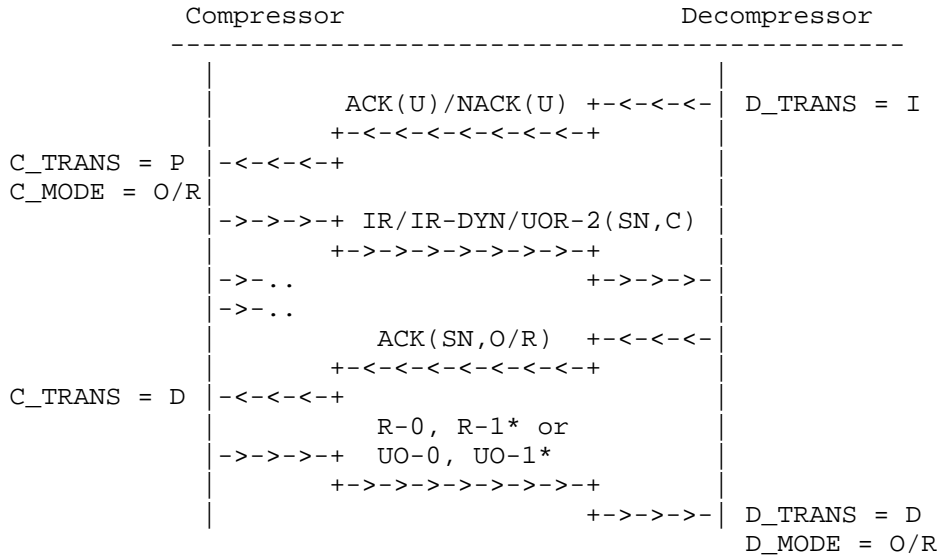 Compressor                     Decompressor
           ----------------------------------------------
             |                               |
             |        ACK(U)/NACK(U) +-<-<-<-| D_TRANS = I
             |       +-<-<-<-<-<-<-<-+       |
C_TRANS = P  |-<-<-<-+                       |
C_MODE = O/R|                               |
             |->->->-+ IR/IR-DYN/UOR-2(SN,C) |
             |       +->->->->->->->-+       |
             |->-..                  +->->->-|
             |->-..                          |
             |          ACK(SN,O/R)  +-<-<-<-|
             |       +-<-<-<-<-<-<-<-+       |
C_TRANS = D  |-<-<-<-+                       |
             |          R-0, R-1* or         |
             |->->->-+  UO-0, UO-1*          |
             |       +->->->->->->->-+       |
             |                       +->->->-| D_TRANS = D
                                               D_MODE = O/R